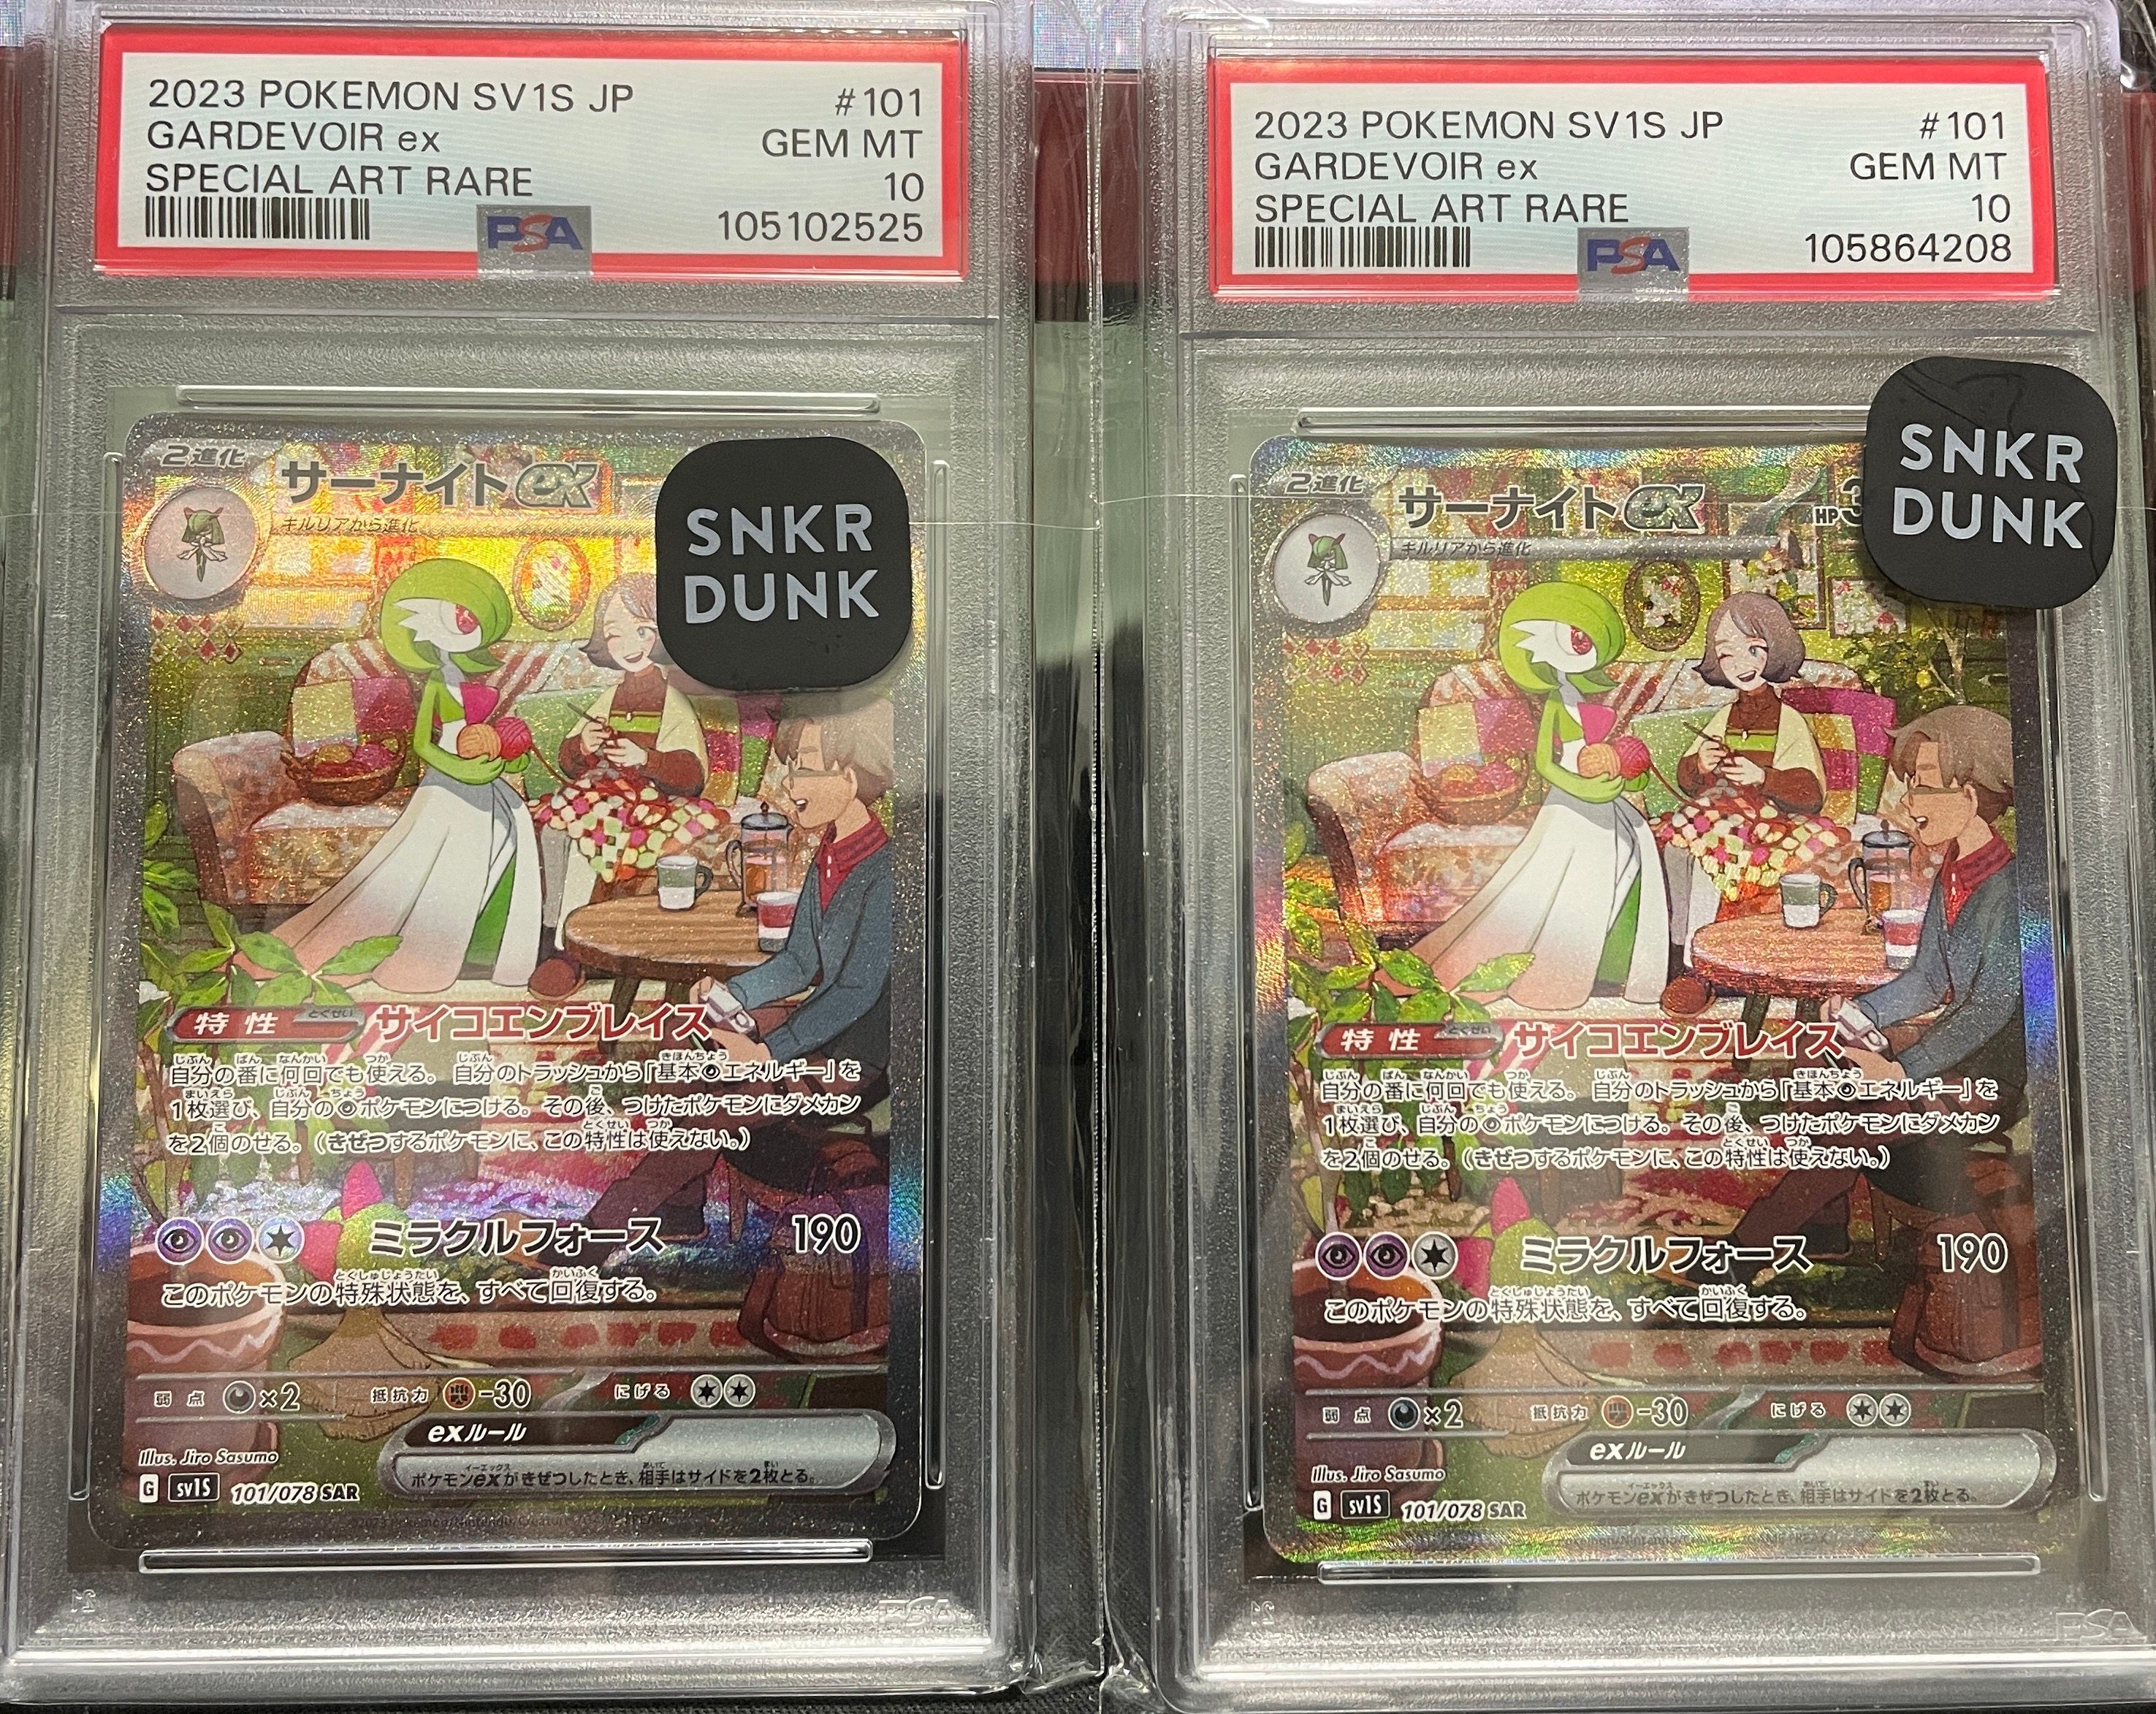 2023 POKEMON SV1S JP #101
GARDEVOIR ex GEM MT
SPECIAL ART RARE 10
PSA 105102525
2進化 サーナイトex
キルリアから進化
SNKR
DUNK
特性 とくせい サイコエンブレイス
自分の番に何回でも使える。自分のトラッシュから「基本エネルギー」を
1枚選び、自分のポケモンにつける。その後、つけたポケモンにダメカン
を2個のせる。(きぜつするポケモンに、この特性は使えない。)
ミラクルフォース 190
このポケモンの特殊状態を、すべて回復する。
弱点 ×2 抵抗力 -30 にげる
exルール
ポケモンexがきぜつしたとき、相手はサイドを2枚とる。
Illus. Jiro Sasumo
G sv1S 101/078 SAR
PSA
2023 POKEMON SV1S JP #101
GARDEVOIR ex GEM MT
SPECIAL ART RARE 10
PSA 105864208
2進化 サーナイトex HP3
キルリアから進化
SNKR
DUNK
特性 とくせい サイコエンブレイス
自分の番に何回でも使える。自分のトラッシュから「基本エネルギー」を
1枚選び、自分のポケモンにつける。その後、つけたポケモンにダメカン
を2個のせる。(きぜつするポケモンに、この特性は使えない。)
ミラクルフォース 190
このポケモンの特殊状態を、すべて回復する。
弱点 ×2 抵抗力 -30 にげる
exルール
ポケモンexがきぜつしたとき、相手はサイドを2枚とる。
Illus. Jiro Sasumo
G sv1S 101/078 SAR
PSA